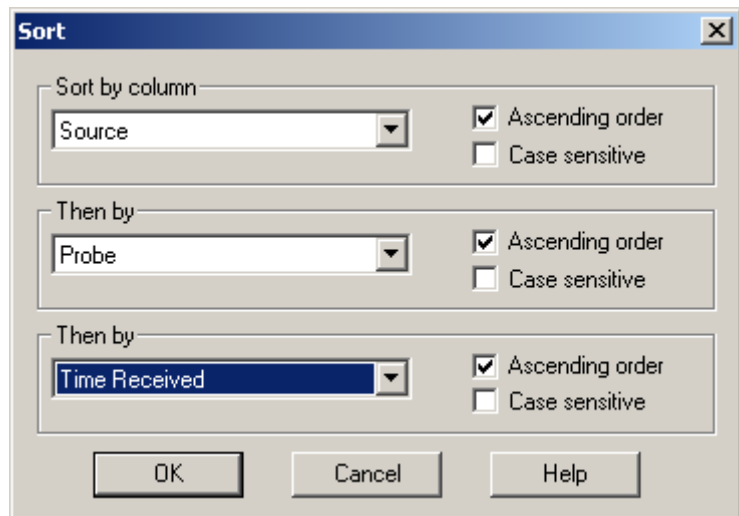 Sort
Sort by column
Source
Ascending order
Case sensitive
Then by
Probe
Ascending order
Case sensitive
Then by
Time Received
Ascending order
Case sensitive
OK
Cancel
Help